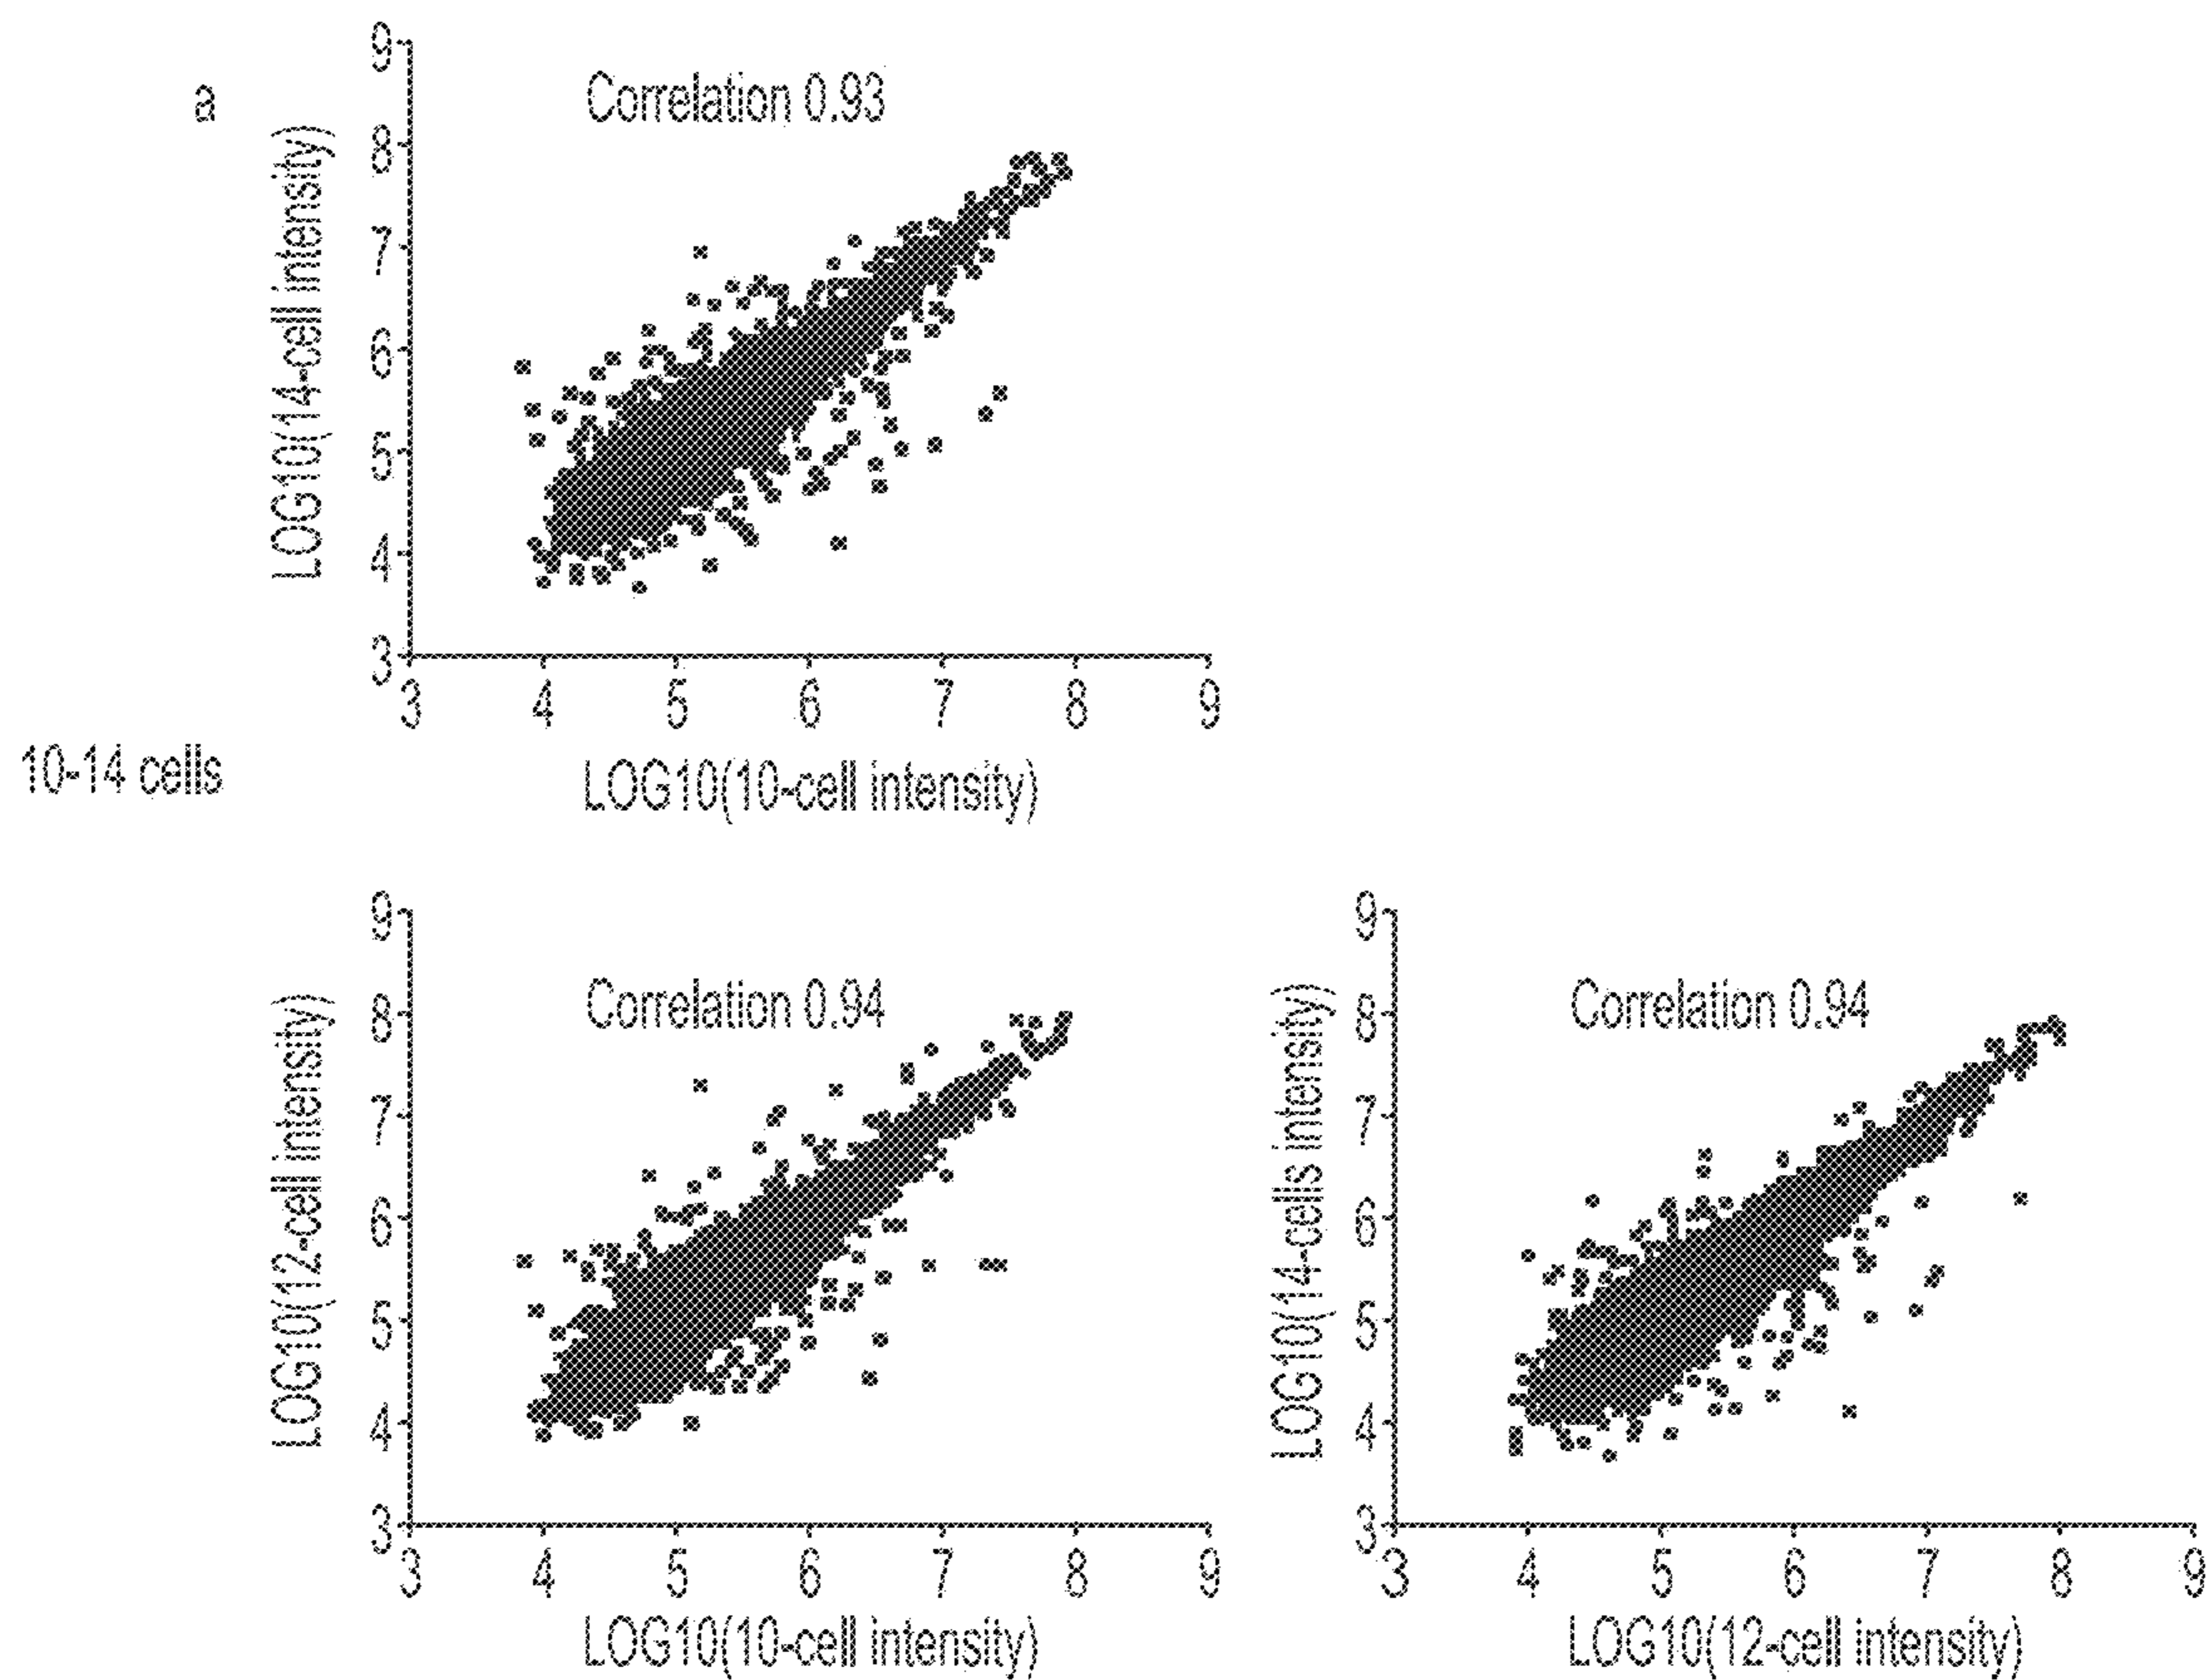 a
Correlation 0.93
LOG10(14-cell intensity)
9
8
7
6
5
4
3
3 4 5 6 7 8 9
LOG10(10-cell intensity)
10-14 cells
Correlation 0.94
LOG10(12-cell intensity)
9
8
7
6
5
4
3
3 4 5 6 7 8 9
LOG10(10-cell intensity)
Correlation 0.94
LOG10(14-cells intensity)
9
8
7
6
5
4
3
3 4 5 6 7 8 9
LOG10(12-cell intensity)